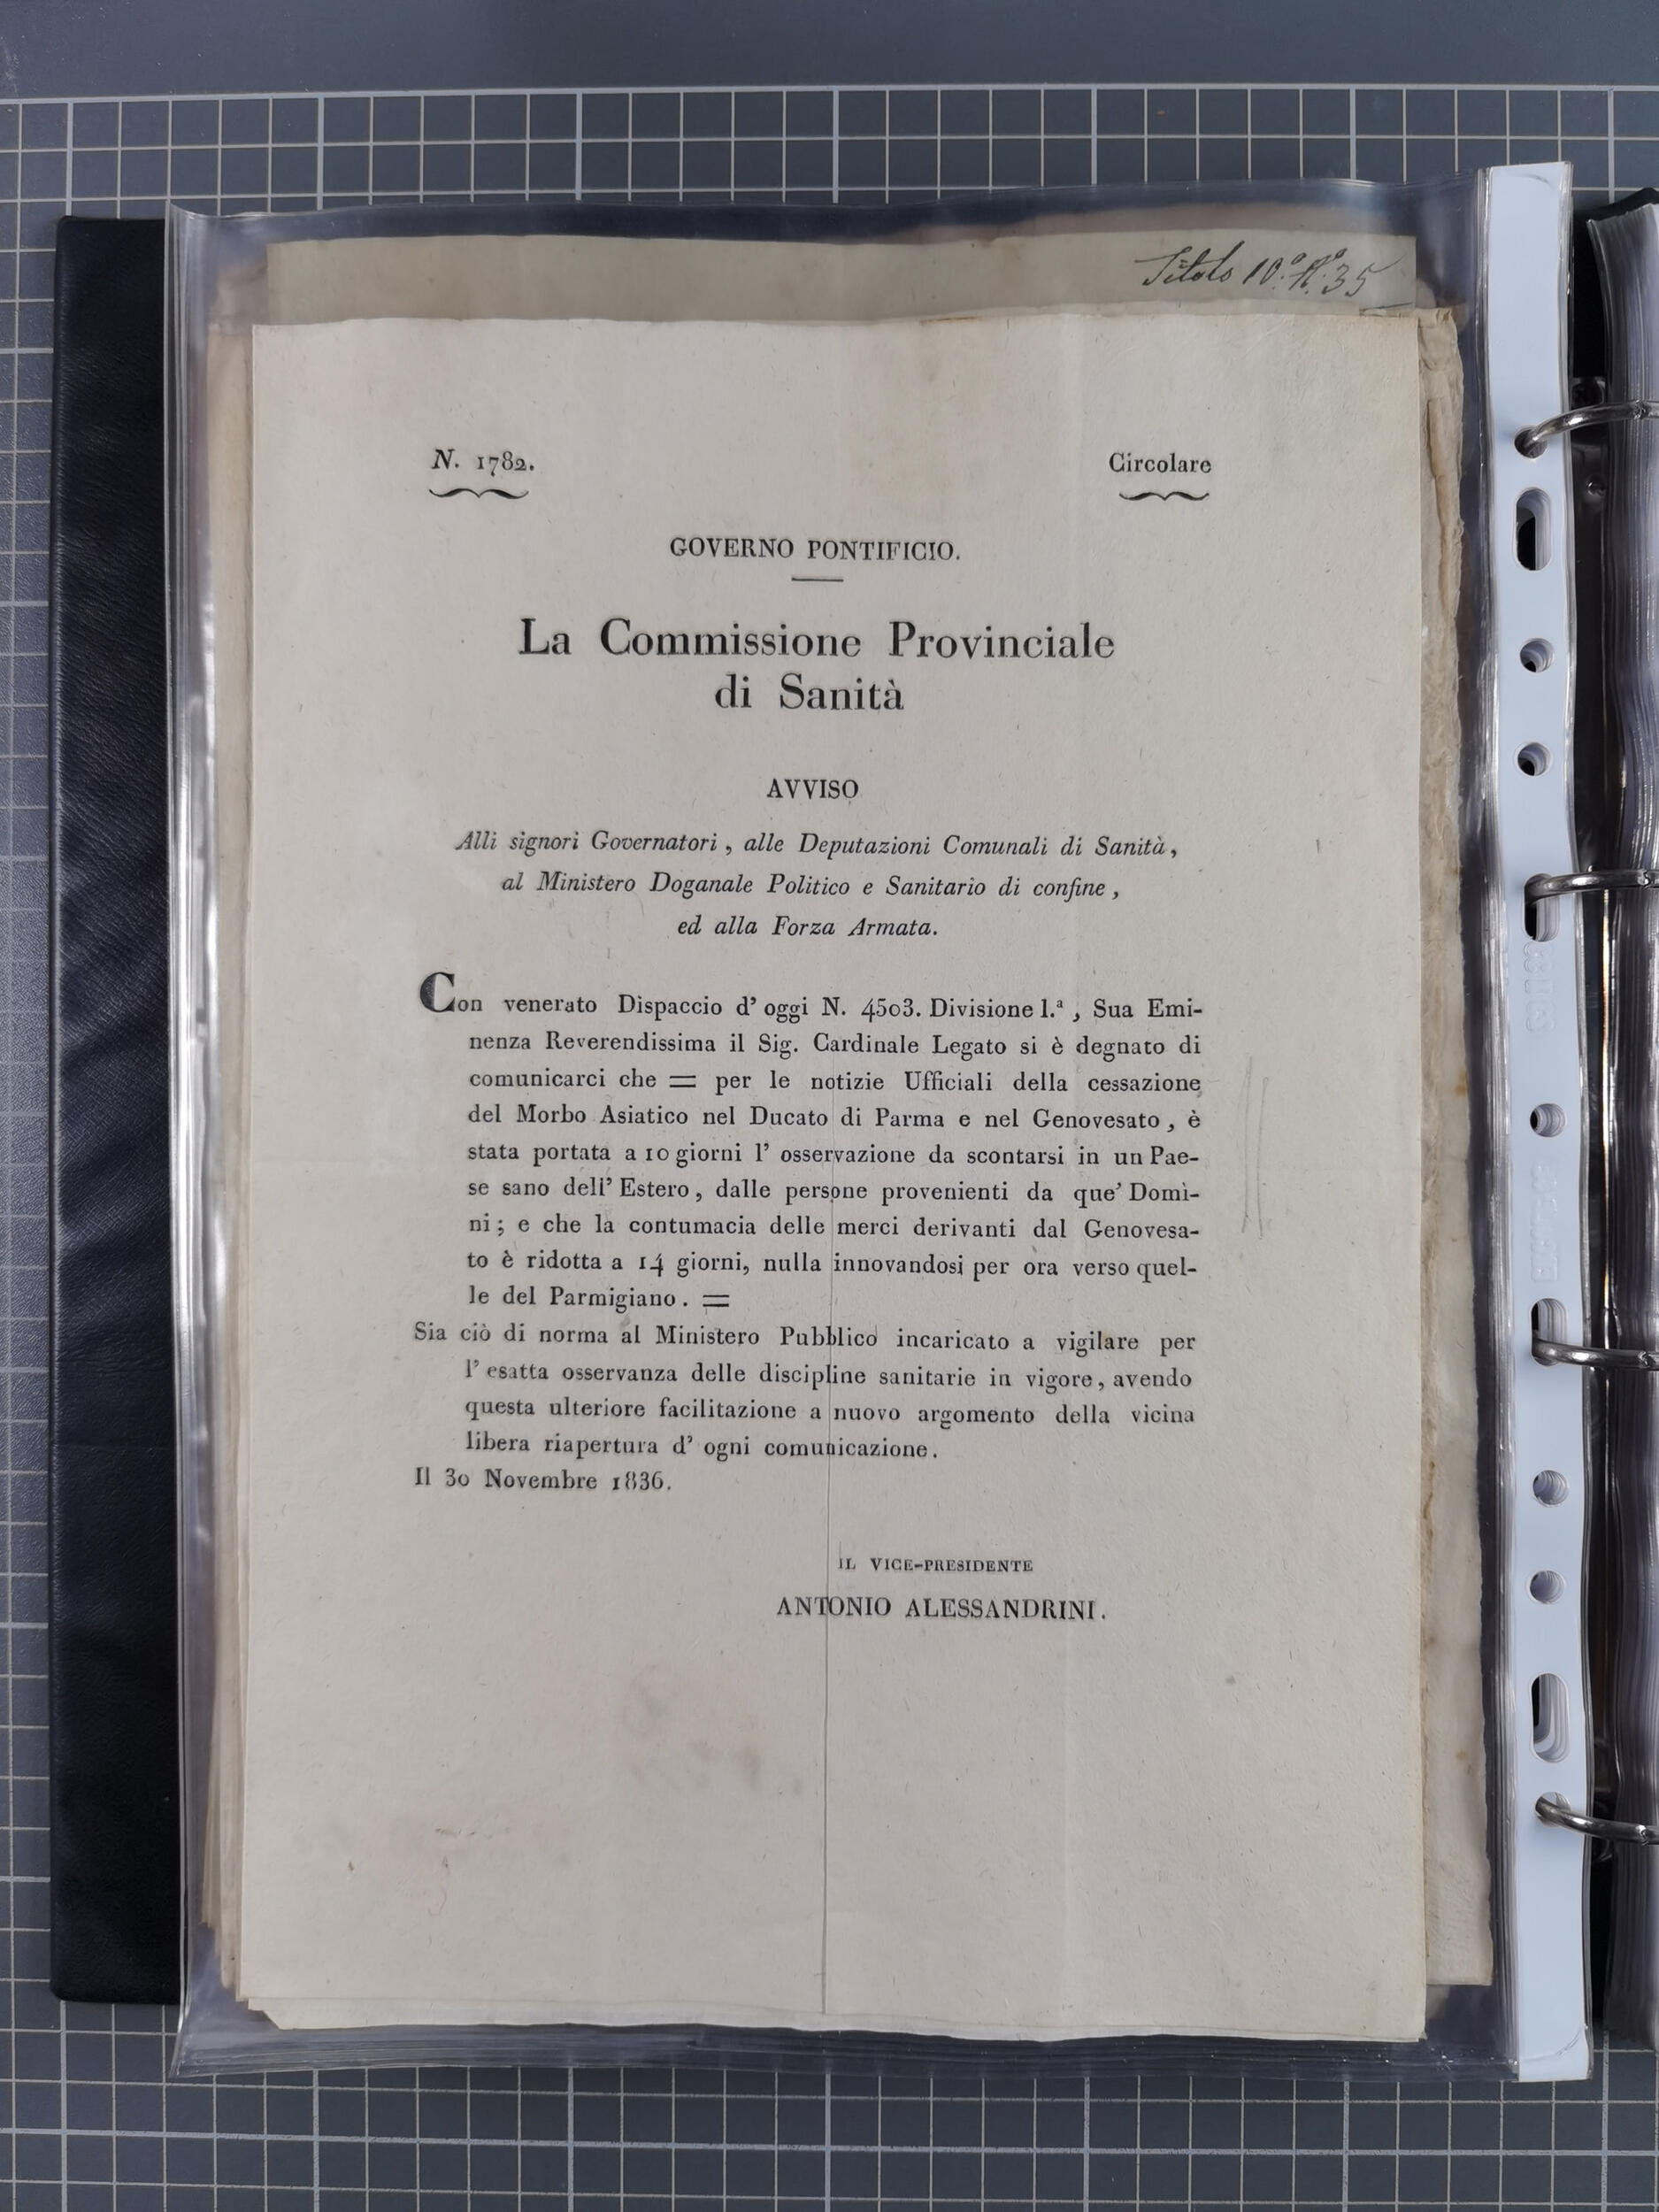 Titolo 10.º N.º 35
N. 1782.
Circolare
GOVERNO PONTIFICIO.
La Commissione Provinciale
di Sanità
AVVISO
Alli signori Governatori, alle Deputazioni Comunali di Sanità,
al Ministero Doganale Politico e Sanitario di confine,
ed alla Forza Armata.
Con venerato Dispaccio d' oggi N. 4503. Divisione 1.ª, Sua Emi-
nenza Reverendissima il Sig. Cardinale Legato si è degnato di
comunicarci che = per le notizie Ufficiali della cessazione
del Morbo Asiatico nel Ducato di Parma e nel Genovesato, è
stata portata a 10 giorni l' osservazione da scontarsi in un Pae-
se sano dell' Estero, dalle persone provenienti da que' Domì-
ni; e che la contumacia delle merci derivanti dal Genovesa-
to è ridotta a 14 giorni, nulla innovandosi per ora verso quel-
le del Parmigiano. =
Sia ciò di norma al Ministero Pubblico incaricato a vigilare per
l' esatta osservanza delle discipline sanitarie in vigore, avendo
questa ulteriore facilitazione a nuovo argomento della vicina
libera riapertura d' ogni comunicazione.
Il 30 Novembre 1836.
IL VICE-PRESIDENTE
ANTONIO ALESSANDRINI.